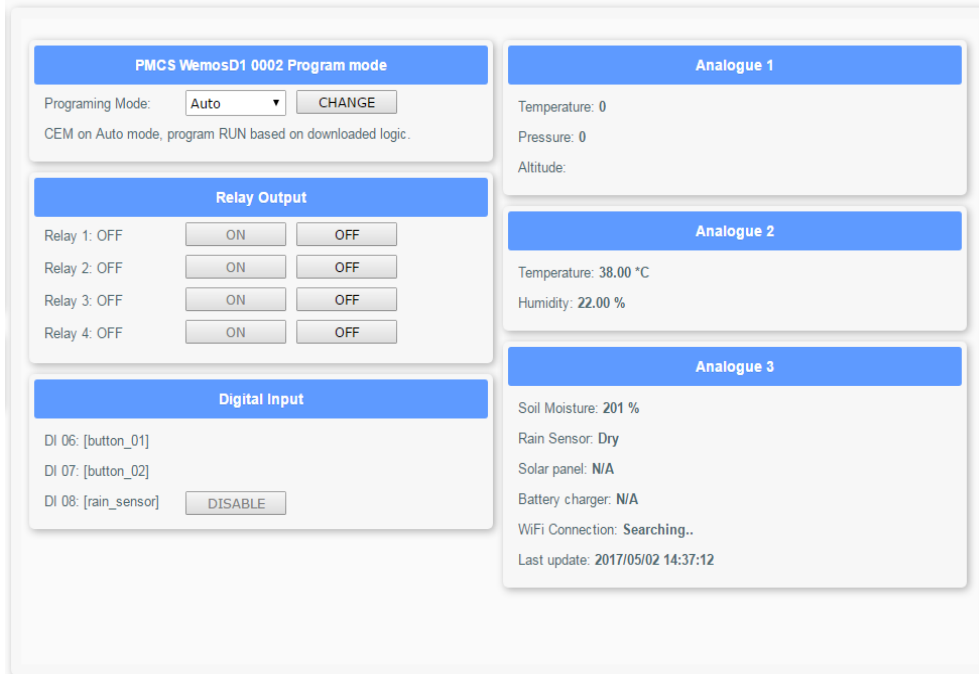 PMCS WemosD1 0002 Program mode
Programing Mode: Auto CHANGE
CEM on Auto mode, program RUN based on downloaded logic.
Relay Output
Relay 1: OFF ON OFF
Relay 2: OFF ON OFF
Relay 3: OFF ON OFF
Relay 4: OFF ON OFF
Digital Input
DI 06: [button_01]
DI 07: [button_02]
DI 08: [rain_sensor] DISABLE
Analogue 1
Temperature: 0
Pressure: 0
Altitude:
Analogue 2
Temperature: 38.00 *C
Humidity: 22.00 %
Analogue 3
Soil Moisture: 201 %
Rain Sensor: Dry
Solar panel: N/A
Battery charger: N/A
WiFi Connection: Searching..
Last update: 2017/05/02 14:37:12